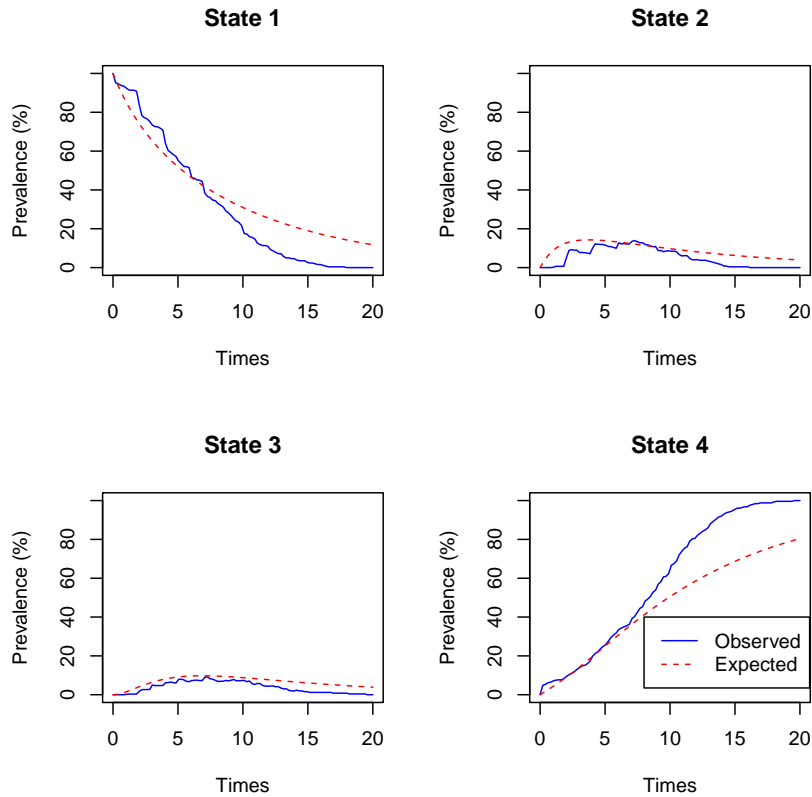 State 1
State 2
Prevalence (%)
0 20 40 60 80
0 5 10 15 20
Times
Prevalence (%)
0 20 40 60 80
0 5 10 15 20
Times
State 3
State 4
Prevalence (%)
0 20 40 60 80
0 5 10 15 20
Times
Prevalence (%)
0 20 40 60 80
0 5 10 15 20
Times
Observed
Expected